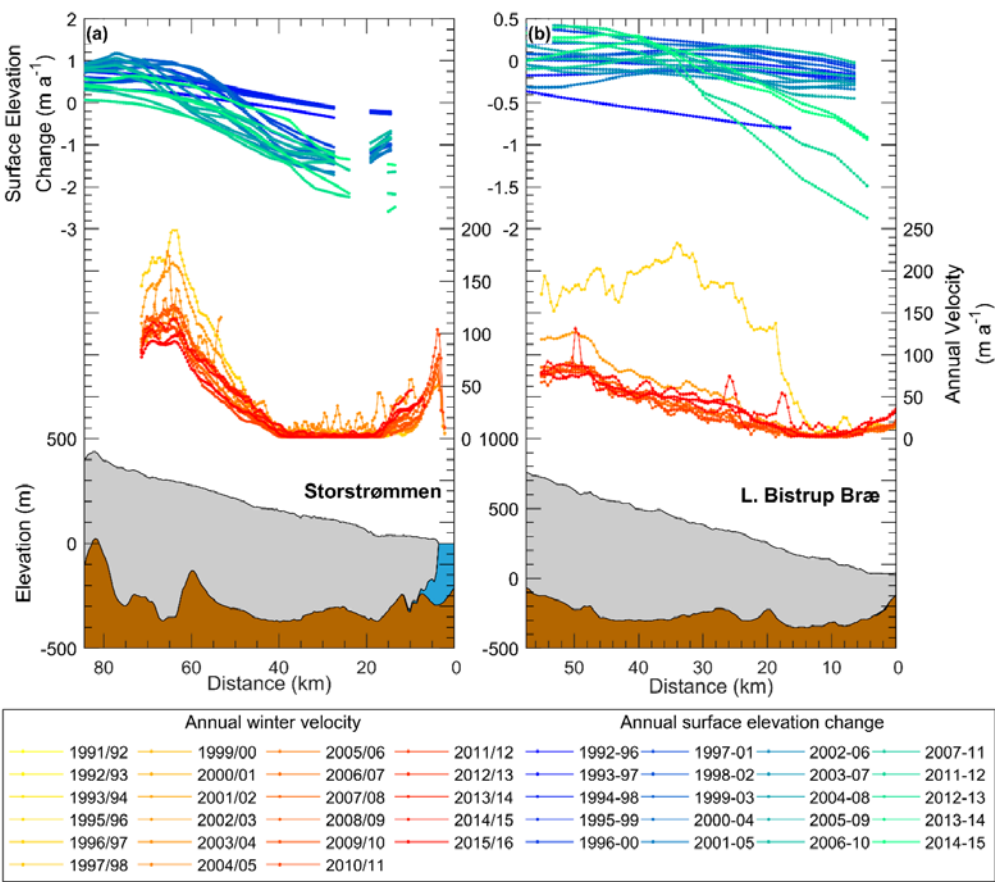 (a)
(b)
Surface Elevation
Change (m a⁻¹)
2
1
0
-1
-2
-3
0.5
0
-0.5
-1
-1.5
-2
200
150
100
50
0
250
200
150
100
50
0
Annual Velocity
(m a⁻¹)
Elevation (m)
500
0
-500
1000
500
0
-500
Storstrømmen
L. Bistrup Bræ
80 60 40 20 0
Distance (km)
50 40 30 20 10 0
Distance (km)
Annual winter velocity Annual surface elevation change
1991/92 1999/00 2005/06 2011/12 1992-96 1997-01 2002-06 2007-11
1992/93 2000/01 2006/07 2012/13 1993-97 1998-02 2003-07 2011-12
1993/94 2001/02 2007/08 2013/14 1994-98 1999-03 2004-08 2012-13
1995/96 2002/03 2008/09 2014/15 1995-99 2000-04 2005-09 2013-14
1996/97 2003/04 2009/10 2015/16 1996-00 2001-05 2006-10 2014-15
1997/98 2004/05 2010/11